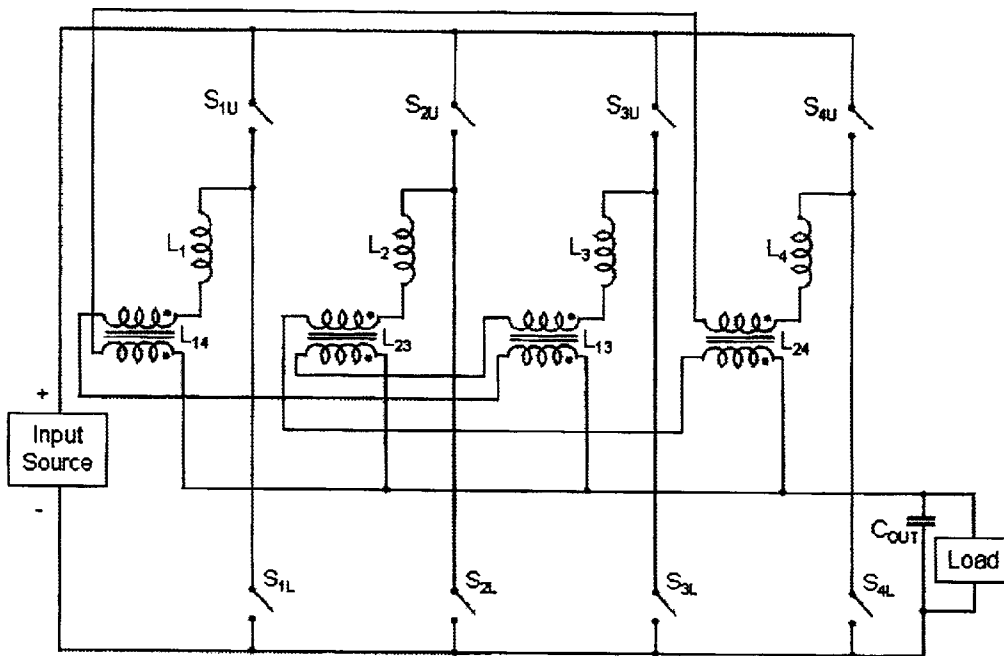 S1U
S2U
S3U
S4U
L1
L2
L3
L4
L14
L23
L13
L24
+
Input
Source
-
COUT
Load
S1L
S2L
S3L
S4L